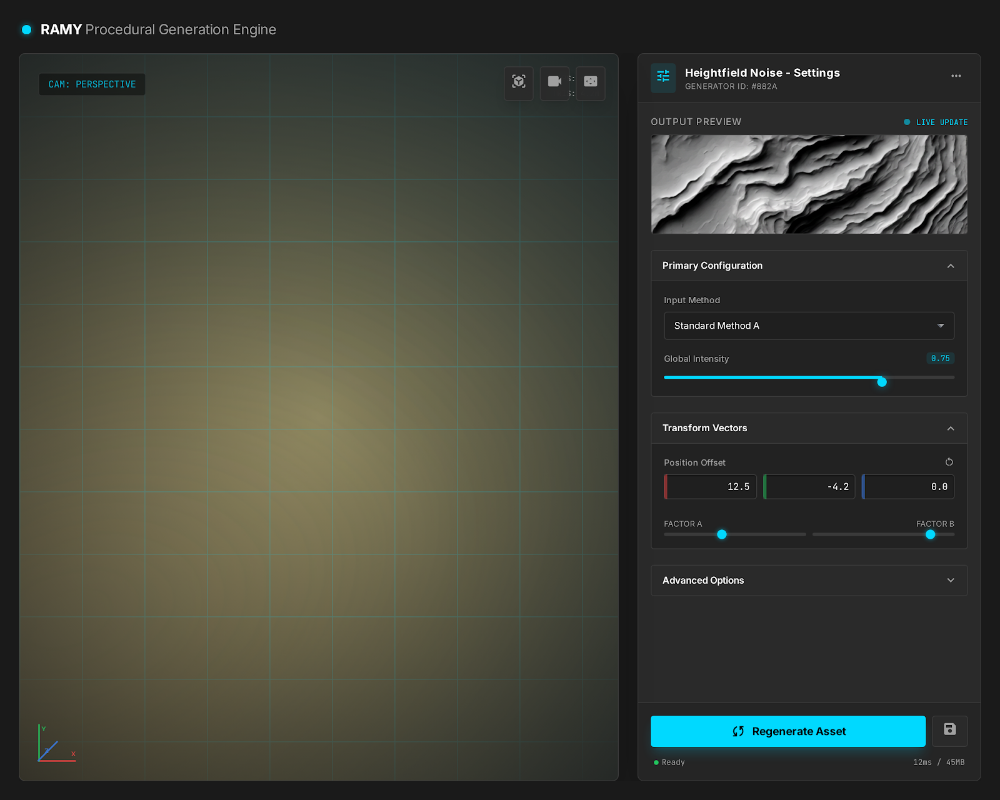 RAMY Procedural Generation Engine
CAM: PERSPECTIVE
S:
S:
Y
Z
X
Heightfield Noise - Settings
GENERATOR ID: #882A
OUTPUT PREVIEW
LIVE UPDATE
Primary Configuration
Input Method
Standard Method A
Global Intensity
0.75
Transform Vectors
Position Offset
12.5
-4.2
0.0
FACTOR A
FACTOR B
Advanced Options
Regenerate Asset
Ready
12ms / 45MB